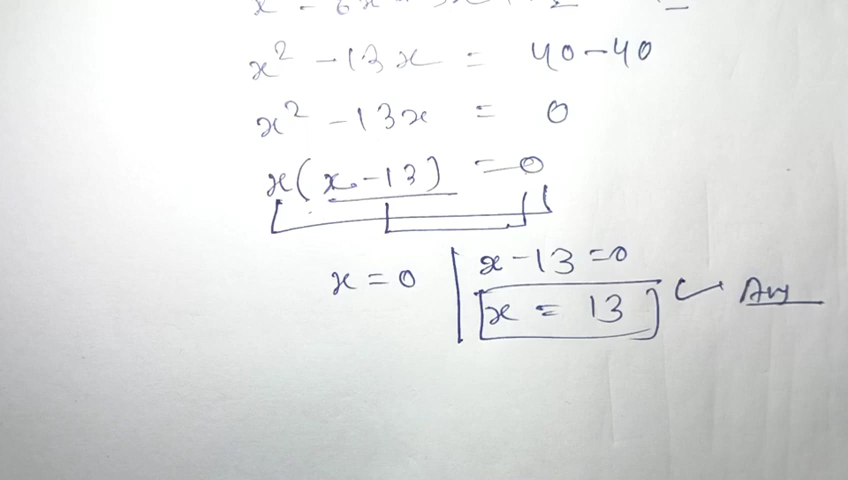 x² - 13x = 40-40
x² - 13x = 0
x(x-13) = 0
x = 0 | x-13=0
x = 13 Ans